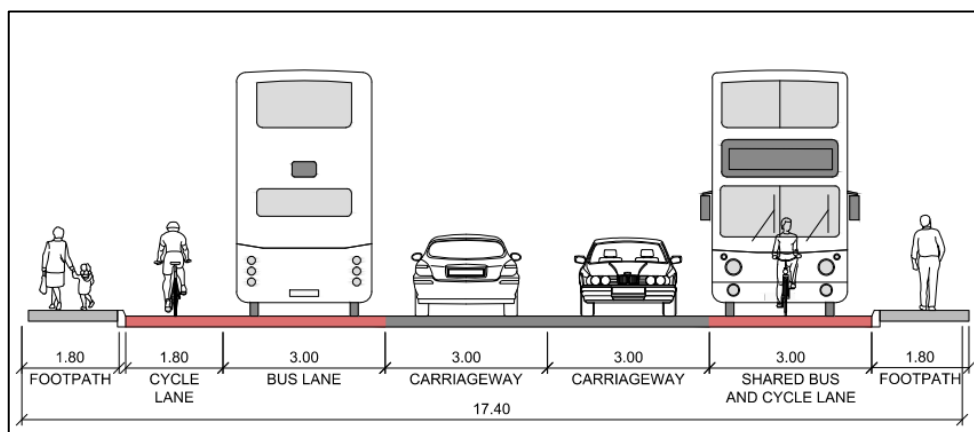 1.80 1.80 3.00 3.00 3.00 3.00 1.80
FOOTPATH CYCLE LANE BUS LANE CARRIAGEWAY CARRIAGEWAY SHARED BUS AND CYCLE LANE FOOTPATH
17.40